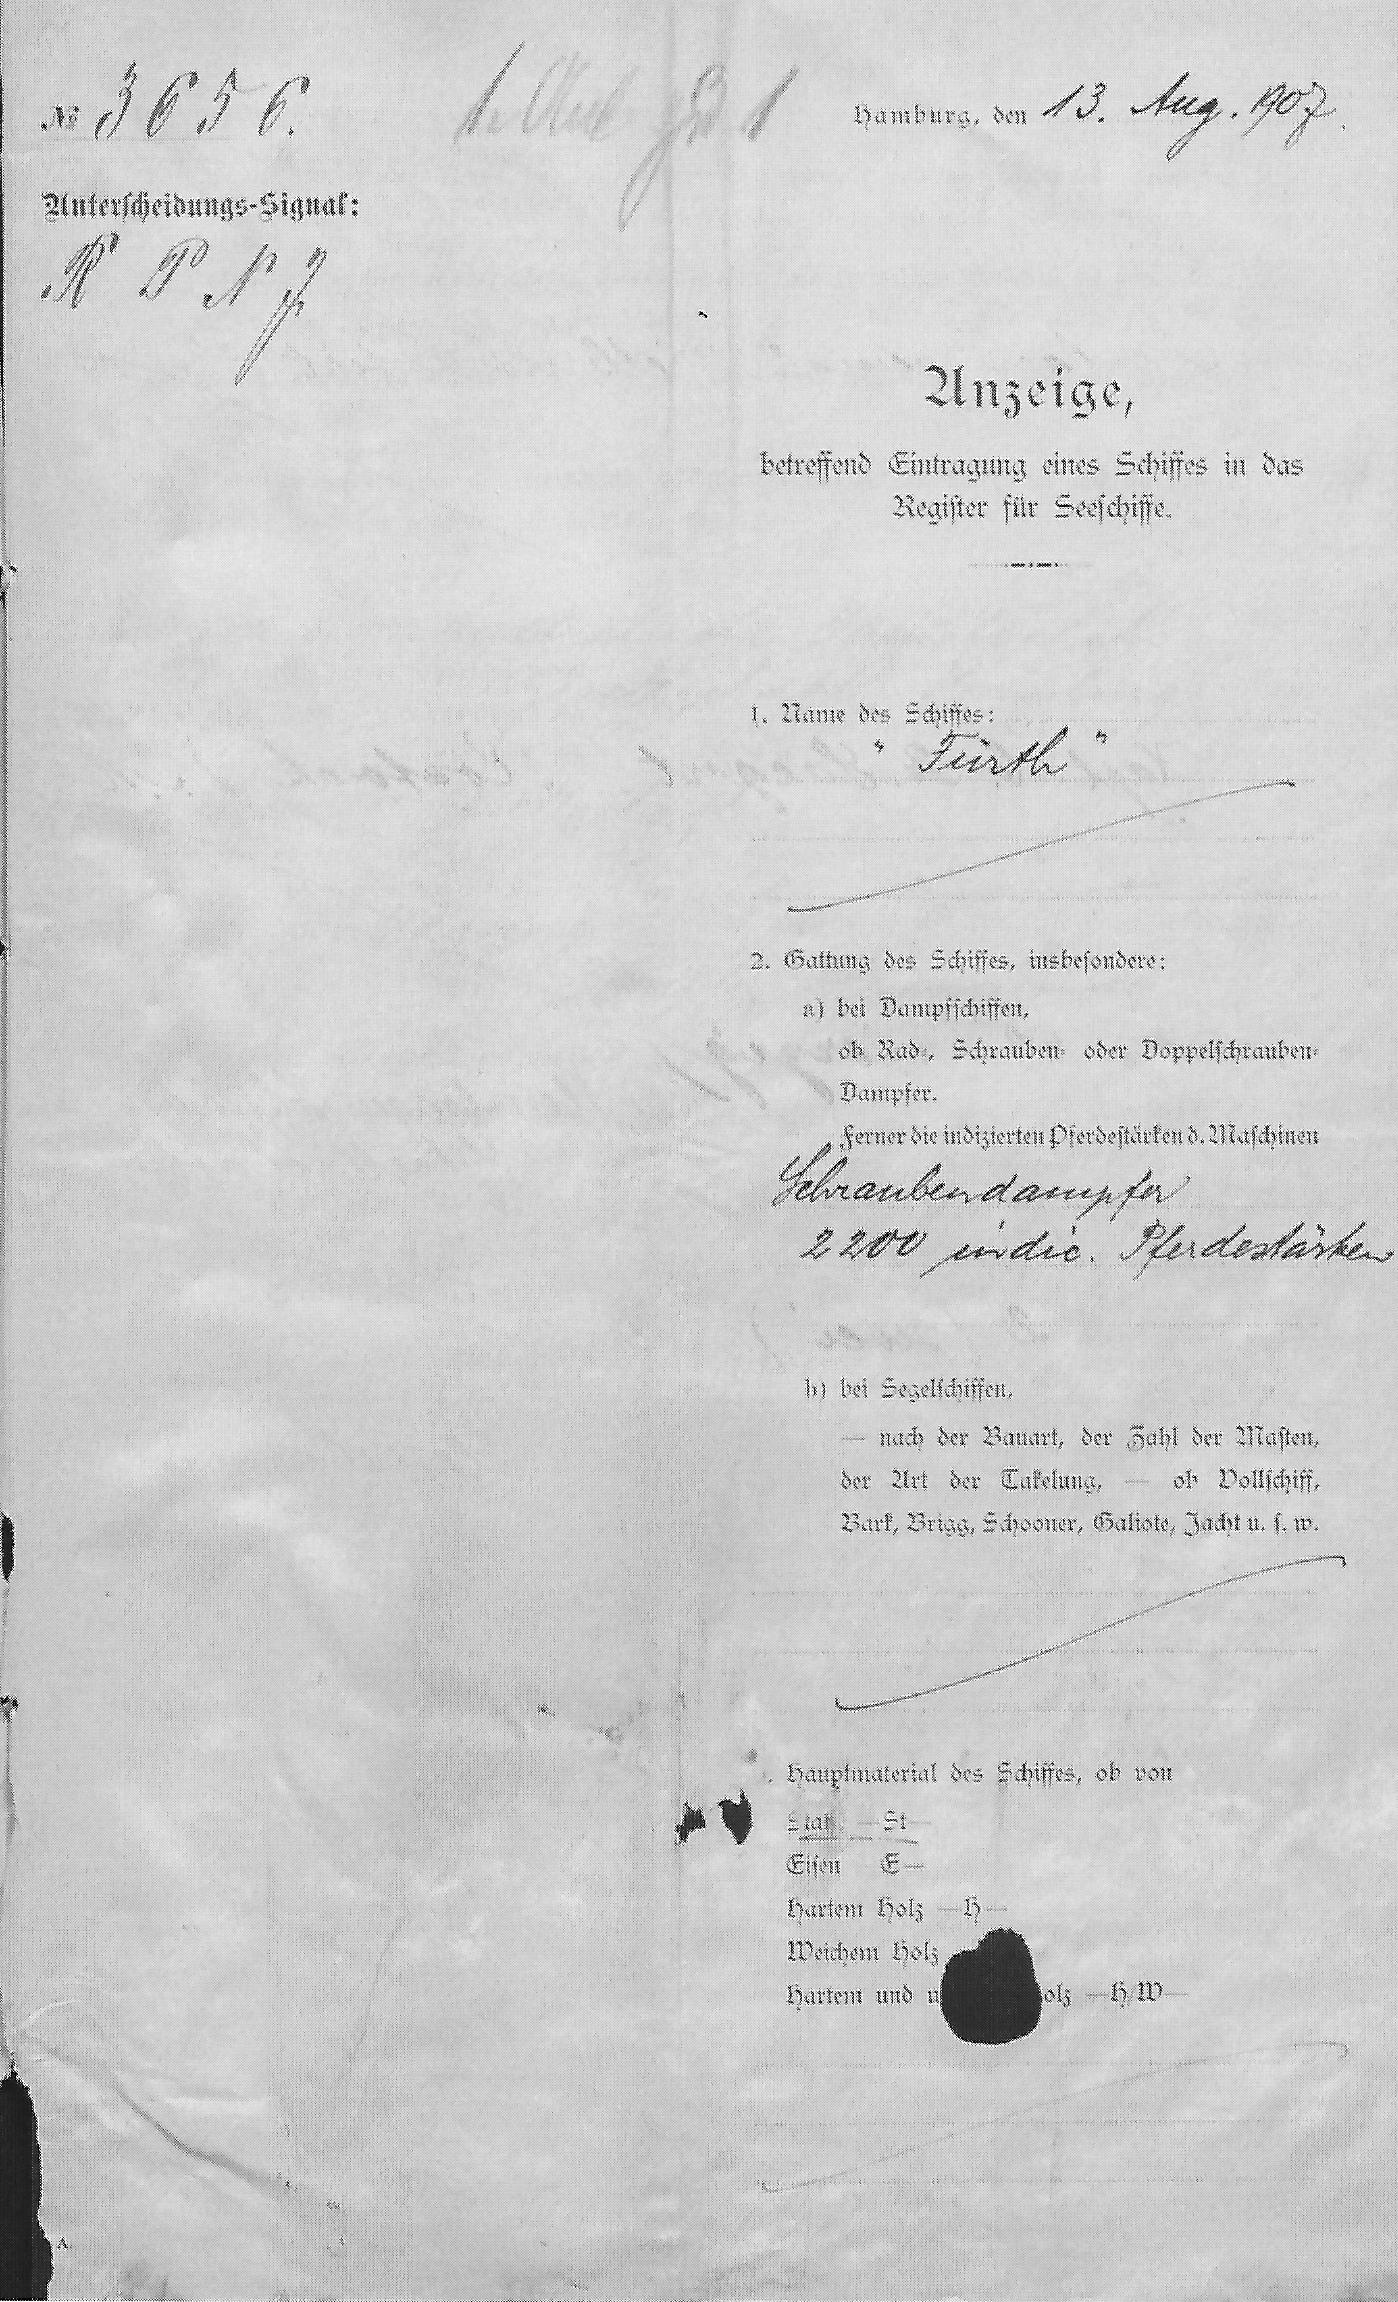 № 3656.
Hamburg, den 13. Aug. 1907.
Unterscheidungs-Signal:
R P N J
Anzeige,
betreffend Eintragung eines Schiffes in das
Register für Seeschiffe.
1. Name des Schiffes:
" Fürth "
2. Gattung des Schiffes, insbesondere:
a) bei Dampfschiffen,
ob Rad-, Schrauben- oder Doppelschrauben-
Dampfer.
Ferner die indizierten Pferdestärken d. Maschinen
Schraubendampfer
2200 indic. Pferdestärken
b) bei Segelschiffen,
— nach der Bauart, der Zahl der Masten,
der Art der Takelung, — ob Vollschiff,
Bark, Brigg, Schooner, Galiote, Jacht u. s. w.
. Hauptmaterial des Schiffes, ob von
Stahl —St—
Eisen E—
Hartem Holz —H—
Weichem Holz
Hartem und olz —H/W—
A.